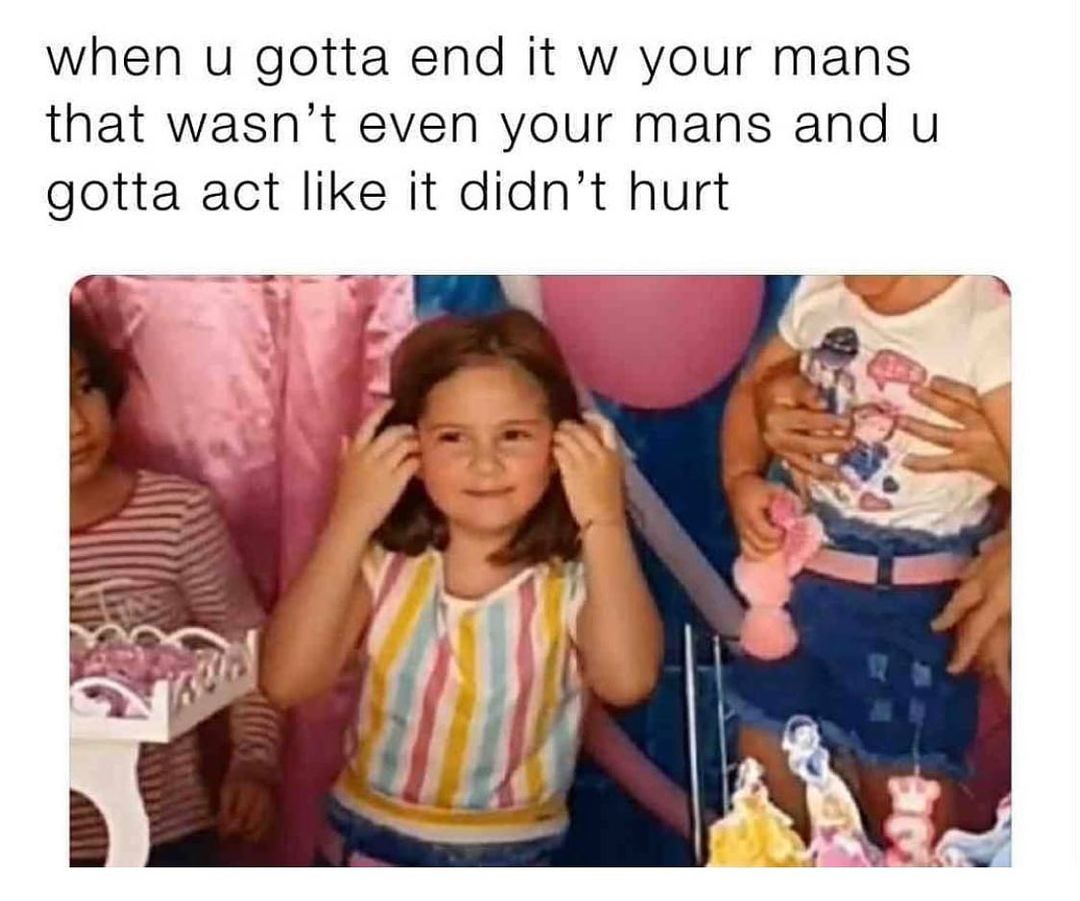 when u gotta end it w your mans
that wasn’t even your mans and u
gotta act like it didn’t hurt